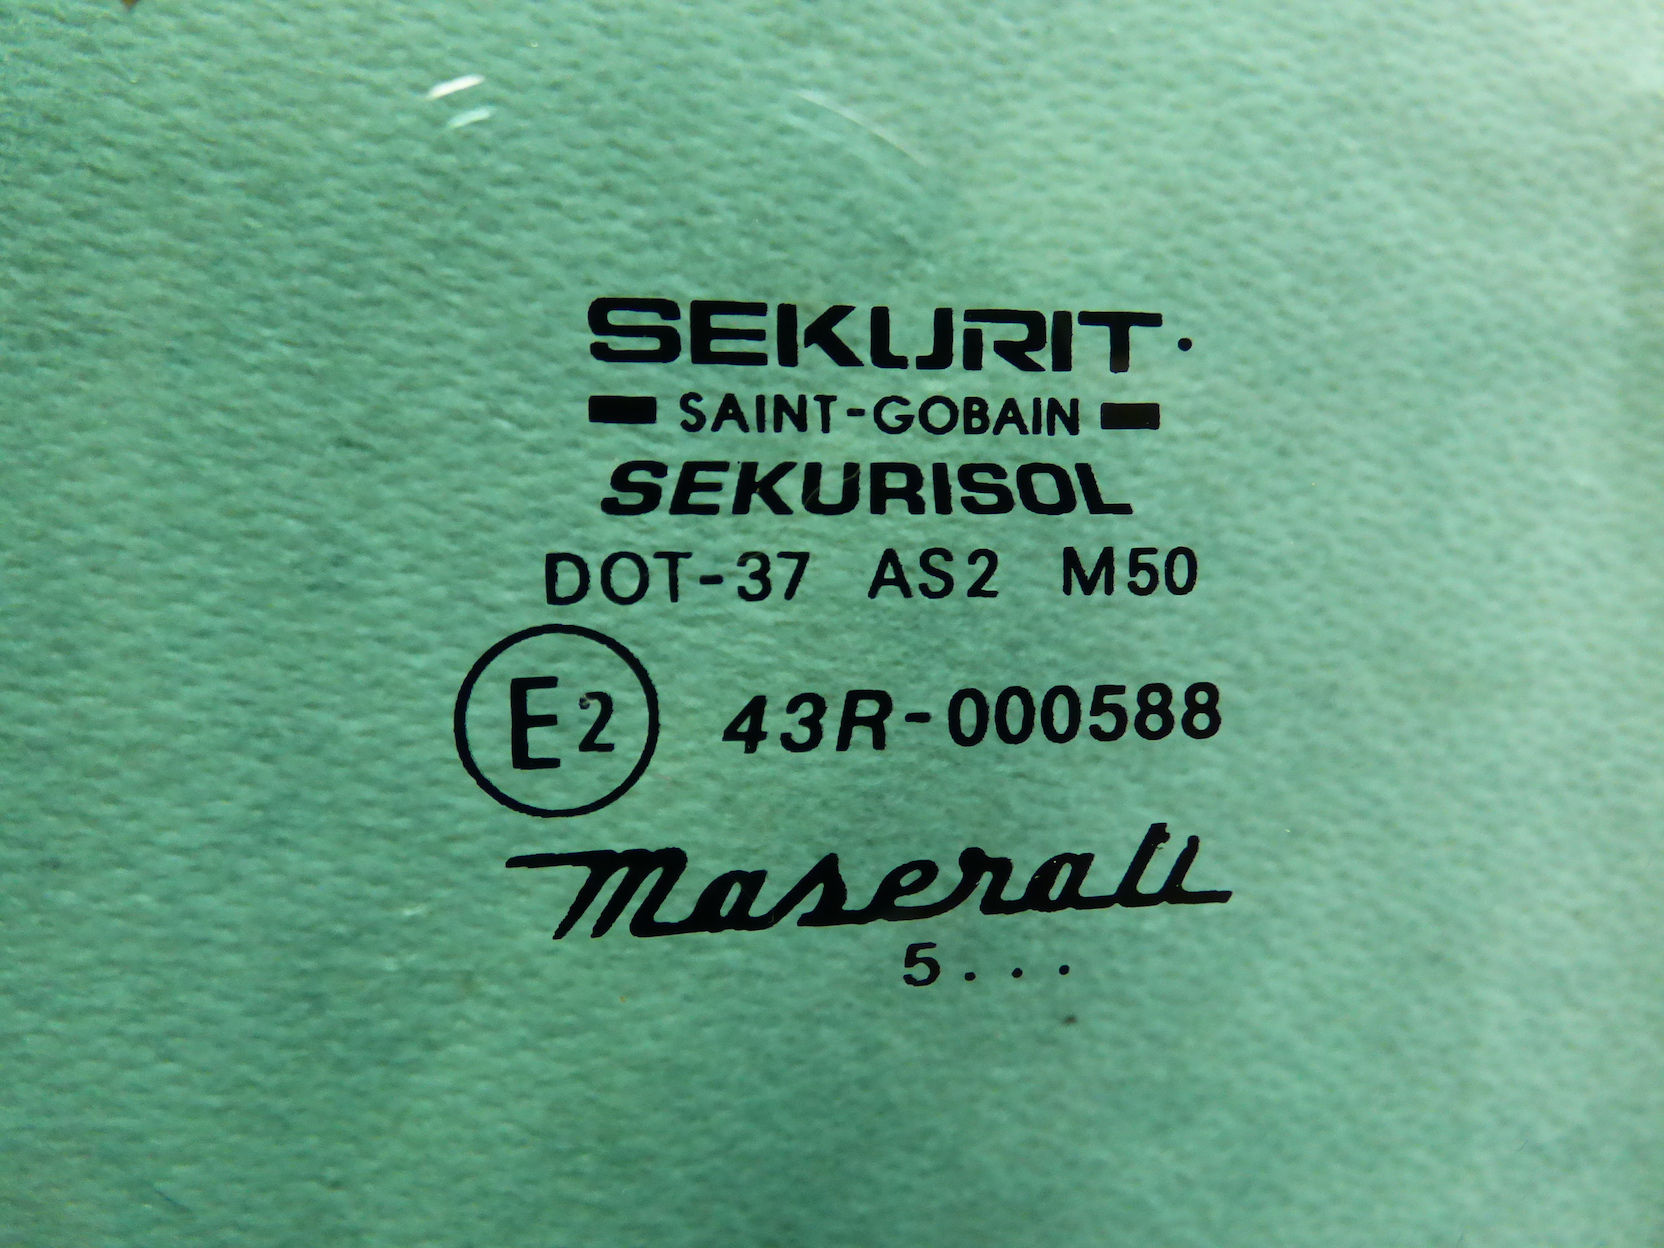 SEKURIT.
SAINT-GOBAIN
SEKURISOL
DOT-37 AS2 M50
E2 43R-000588
Maserati
5...